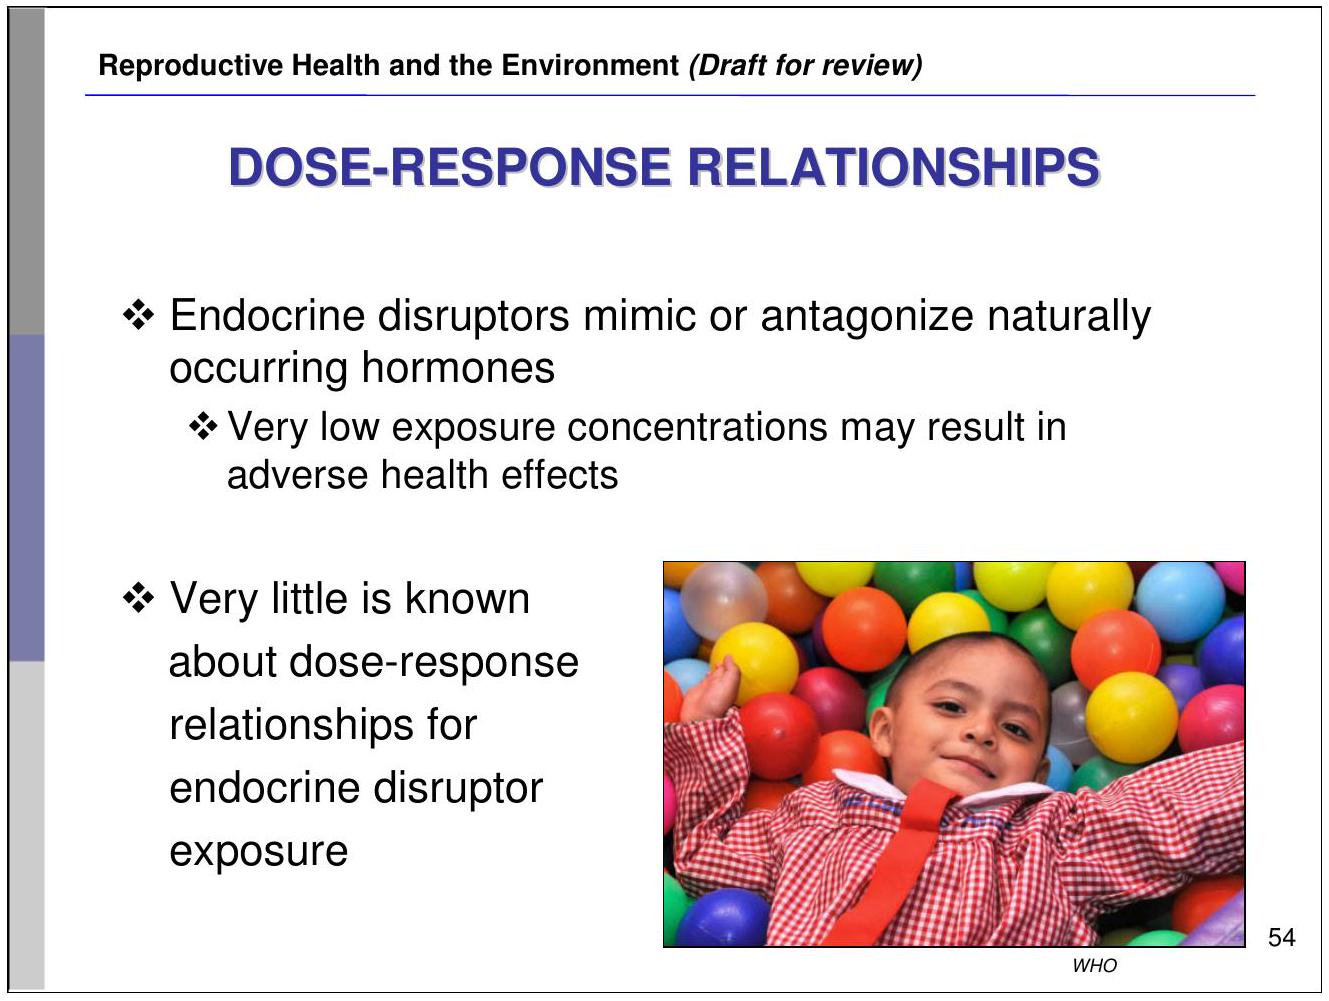 Reproductive Health and the Environment (Draft for review)
DOSE-RESPONSE RELATIONSHIPS
❖ Endocrine disruptors mimic or antagonize naturally
occurring hormones
❖ Very low exposure concentrations may result in
adverse health effects
❖ Very little is known
about dose-response
relationships for
endocrine disruptor
exposure
54
WHO